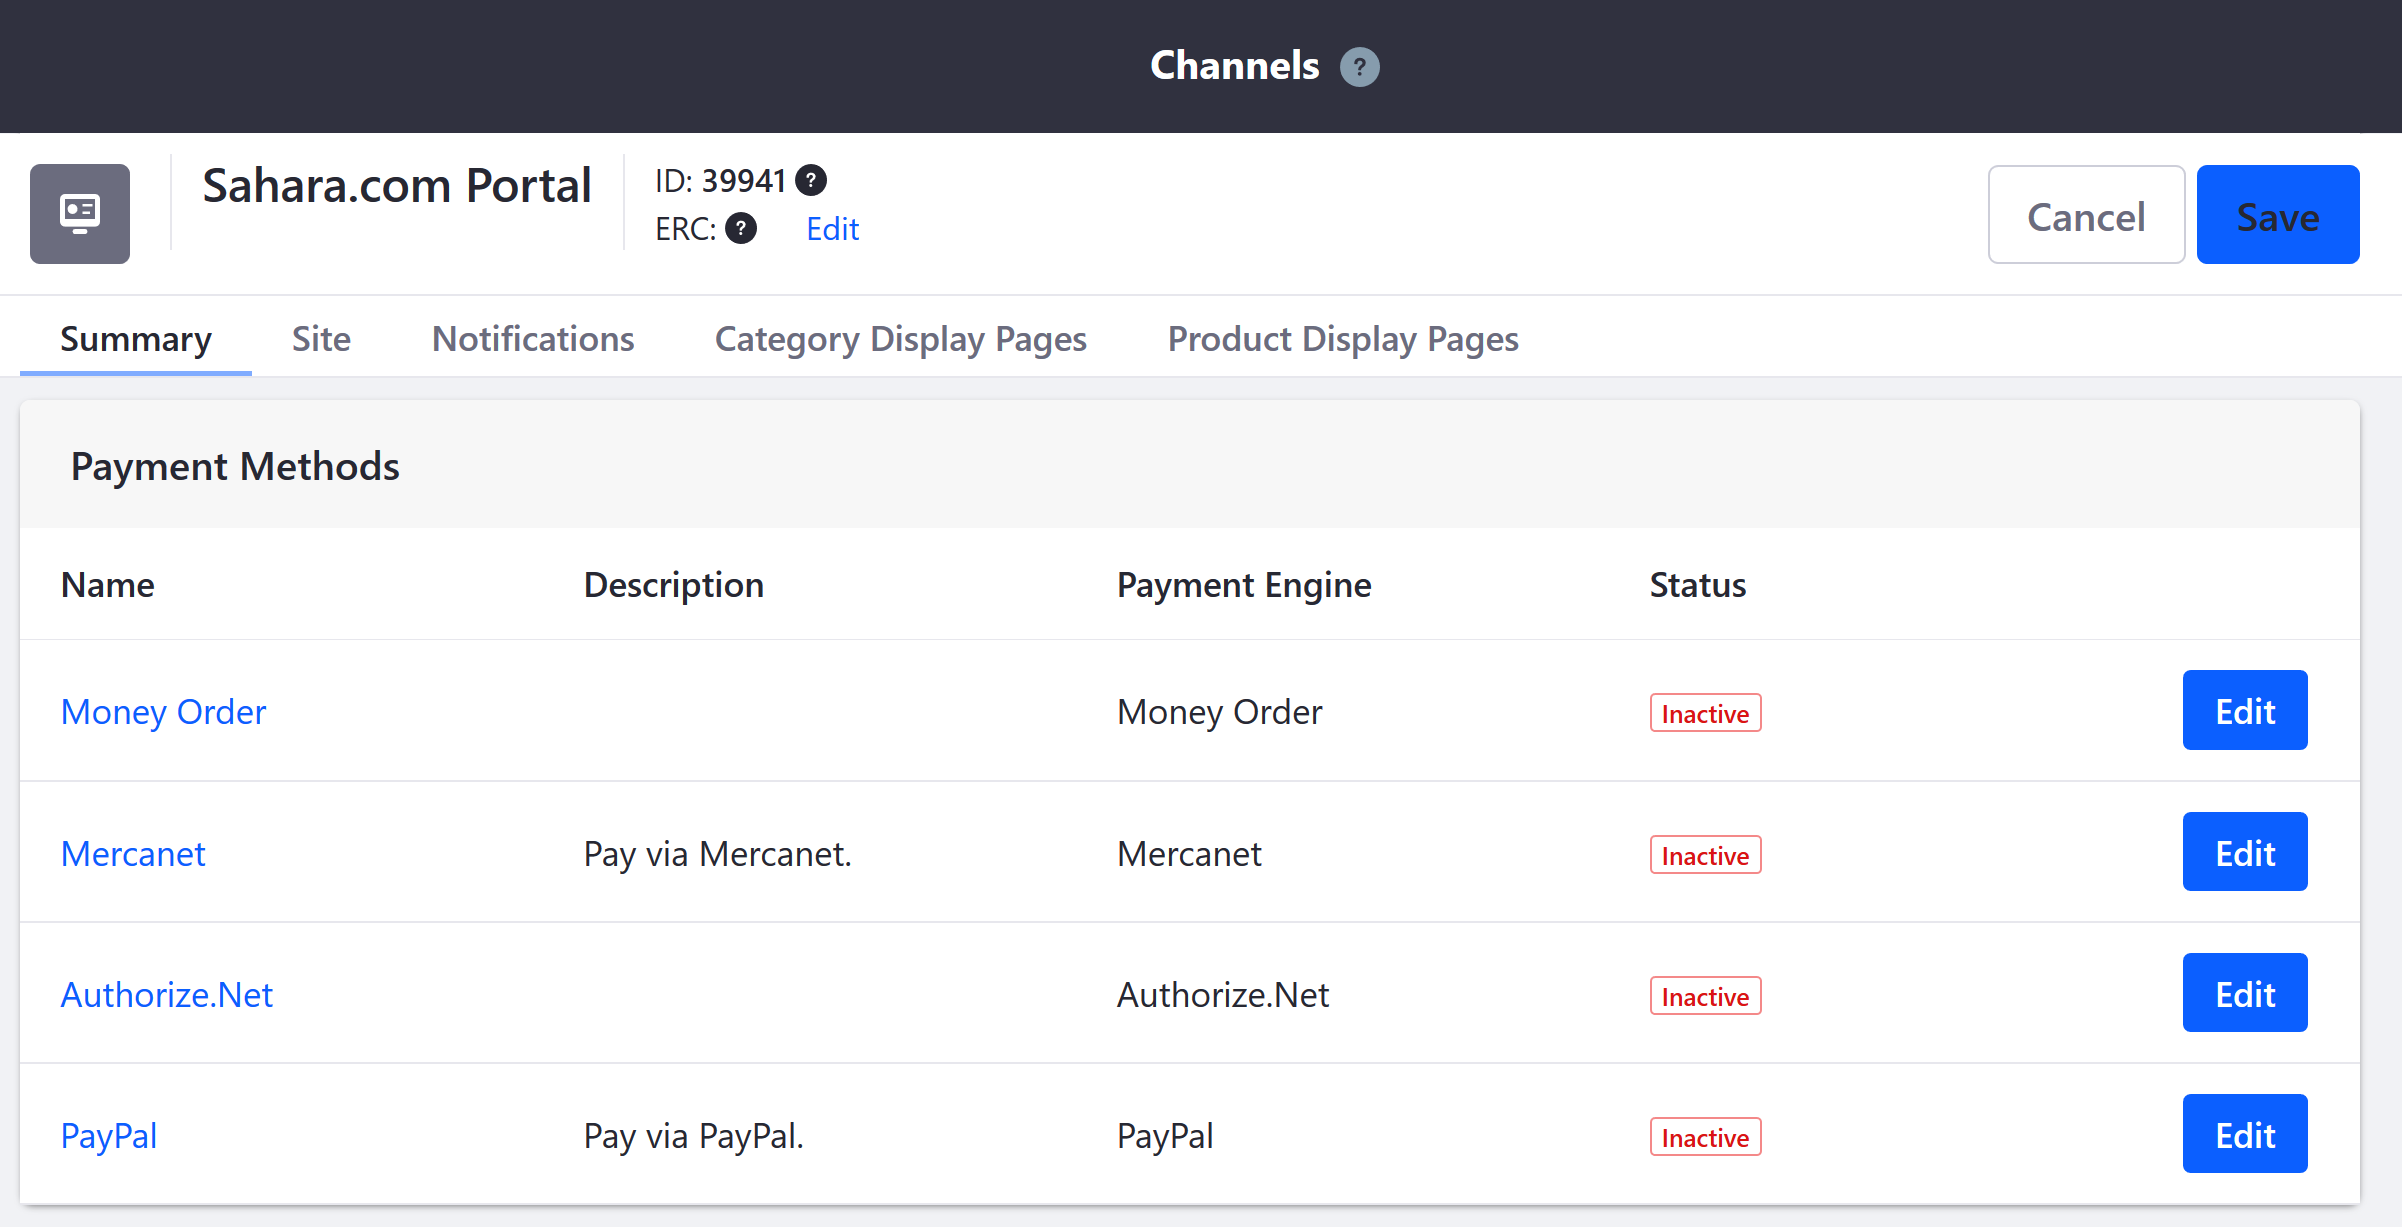 Channels ?
Sahara.com Portal
ID: 39941 ?
ERC: ? Edit
Cancel Save
Summary Site Notifications Category Display Pages Product Display Pages
Payment Methods
Name Description Payment Engine Status
Money Order Money Order Inactive Edit
Mercanet Pay via Mercanet. Mercanet Inactive Edit
Authorize.Net Authorize.Net Inactive Edit
PayPal Pay via PayPal. PayPal Inactive Edit